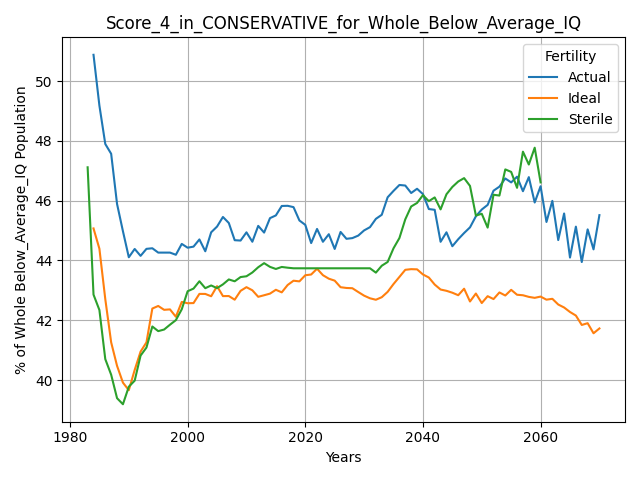 Score_4_in_CONSERVATIVE_for_Whole_Below_Average_IQ
% of Whole Below_Average_IQ Population
50
48
46
44
42
40
Fertility
Actual
Ideal
Sterile
1980
2000
2020
2040
2060
Years